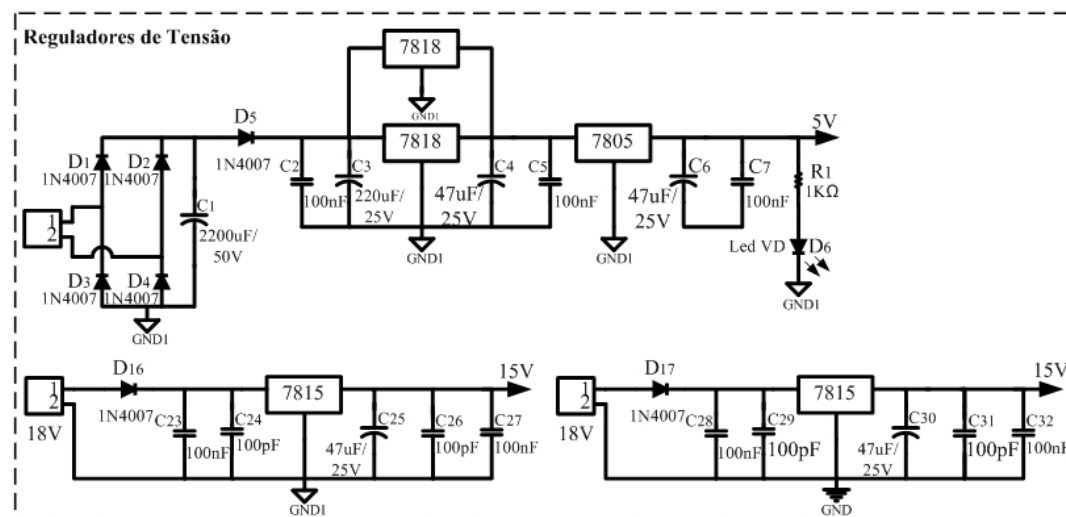 Reguladores de Tensão
7818
GND1
D5
1N4007
7818
7805
5V
D1
1N4007
D2
1N4007
C1
2200uF/
50V
C2
100nF
C3
220uF/
25V
C4
47uF/
25V
C5
100nF
C6
47uF/
25V
C7
100nF
R1
1KΩ
1
2
D3
1N4007
D4
1N4007
GND1
GND1
GND1
Led VD
D6
GND1
D16
1N4007
7815
15V
1
2
18V
C23
100nF
C24
100pF
C25
47uF/
25V
C26
100pF
C27
100nF
GND1
D17
1N4007
7815
15V
1
2
18V
C28
100nF
C29
100pF
C30
47uF/
25V
C31
100pF
C32
100nF
GND